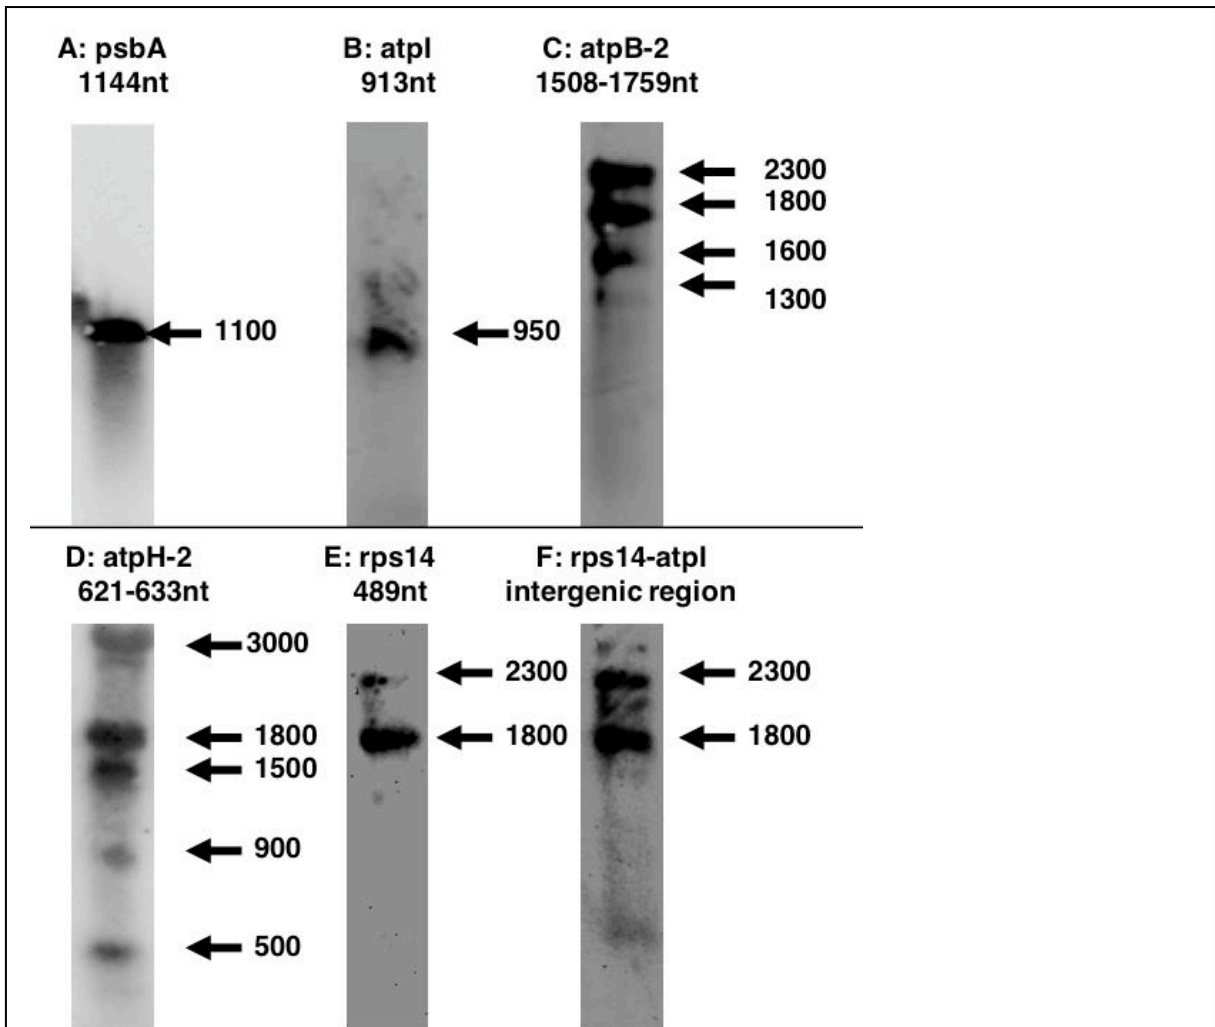 A: psbA
1144nt
B: atpI
913nt
C: atpB-2
1508-1759nt
1100
950
2300
1800
1600
1300
D: atpH-2
621-633nt
E: rps14
489nt
F: rps14-atpI
intergenic region
3000
1800
1500
900
500
2300
1800
2300
1800